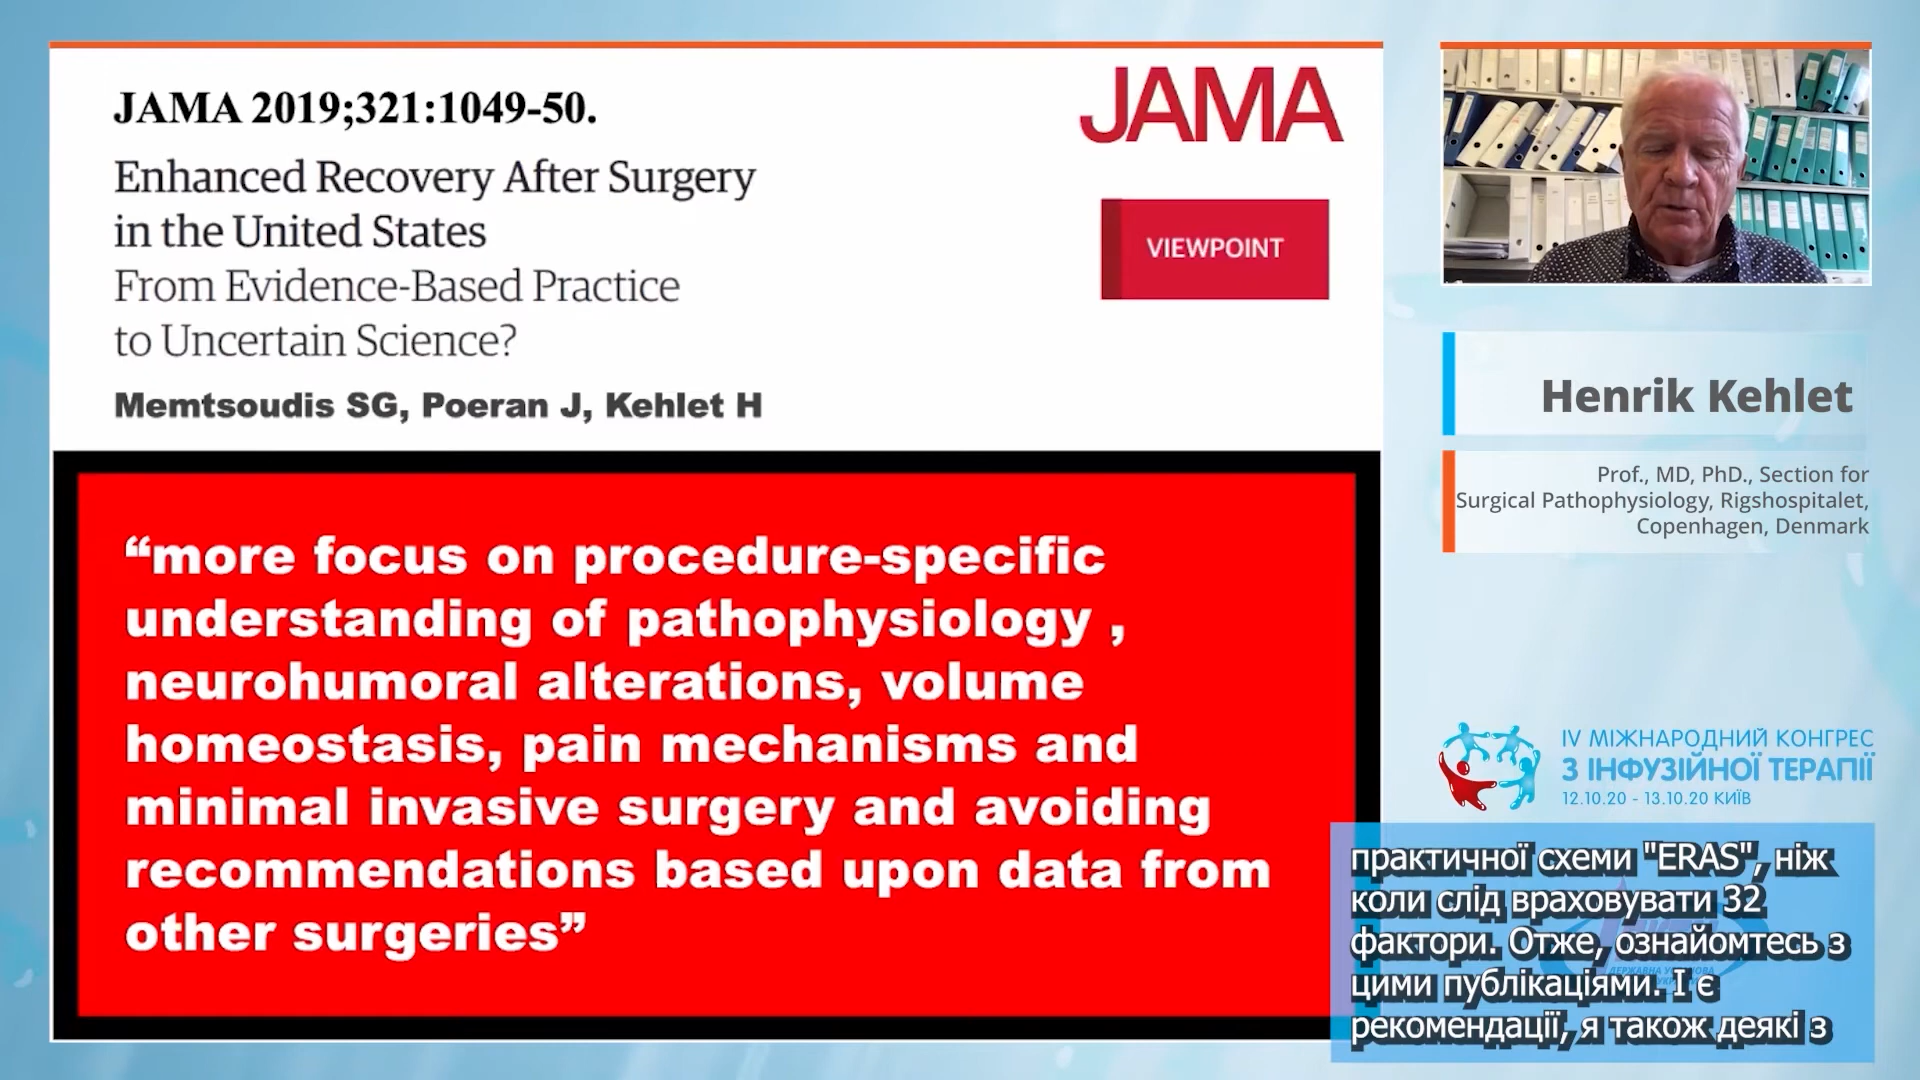 JAMA 2019;321:1049-50.
Enhanced Recovery After Surgery
in the United States
From Evidence-Based Practice
to Uncertain Science?
Memtsoudis SG, Poeran J, Kehlet H
JAMA
VIEWPOINT
“more focus on procedure-specific
understanding of pathophysiology ,
neurohumoral alterations, volume
homeostasis, pain mechanisms and
minimal invasive surgery and avoiding
recommendations based upon data from
other surgeries”
Henrik Kehlet
Prof., MD, PhD., Section for
Surgical Pathophysiology, Rigshospitalet,
Copenhagen, Denmark
IV МІЖНАРОДНИЙ КОНГРЕС
З ІНФУЗІЙНОЇ ТЕРАПІЇ
12.10.20 - 13.10.20 КИЇВ
практичної схеми "ERAS", ніж
коли слід враховувати 32
фактори. Отже, ознайомтесь з
цими публікаціями. І є
рекомендації, я також деякі з